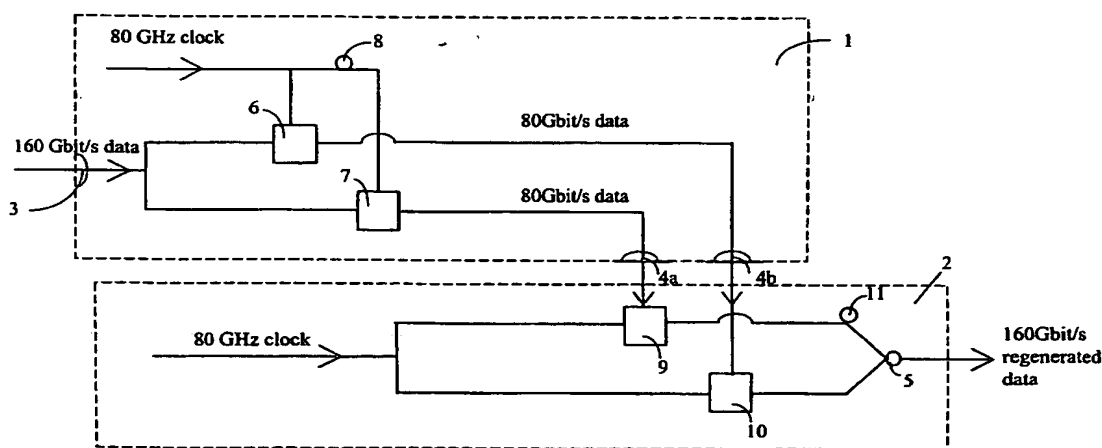 80 GHz clock
8
1
6
80Gbit/s data
160 Gbit/s data
7
80Gbit/s data
3
4a
4b
2
11
80 GHz clock
160Gbit/s
regenerated
data
9
5
10